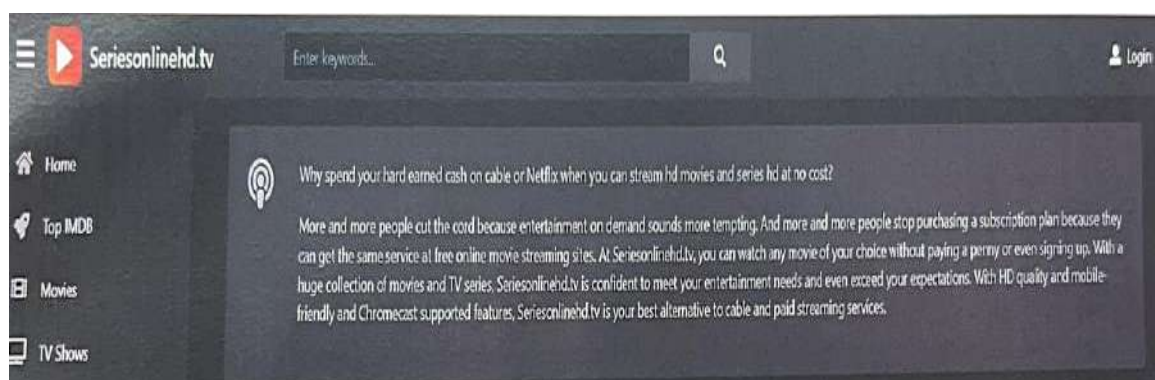 Seriesonlinehd.tv
Enter keywords...
Login
Home
Top IMDB
Movies
TV Shows
Why spend your hard earned cash on cable or Netflix when you can stream hd movies and series hd at no cost?
More and more people cut the cord because entertainment on demand sounds more tempting. And more and more people stop purchasing a subscription plan because they
can get the same service at free online movie streaming sites. At Seriesonlinehd.tv, you can watch any movie of your choice without paying a penny or even signing up. With a
huge collection of movies and TV series, Seriesonlinehd.tv is confident to meet your entertainment needs and even exceed your expectations. With HD quality and mobile-
friendly and Chromecast supported features, Seriesonlinehd.tv is your best alternative to cable and paid streaming services.